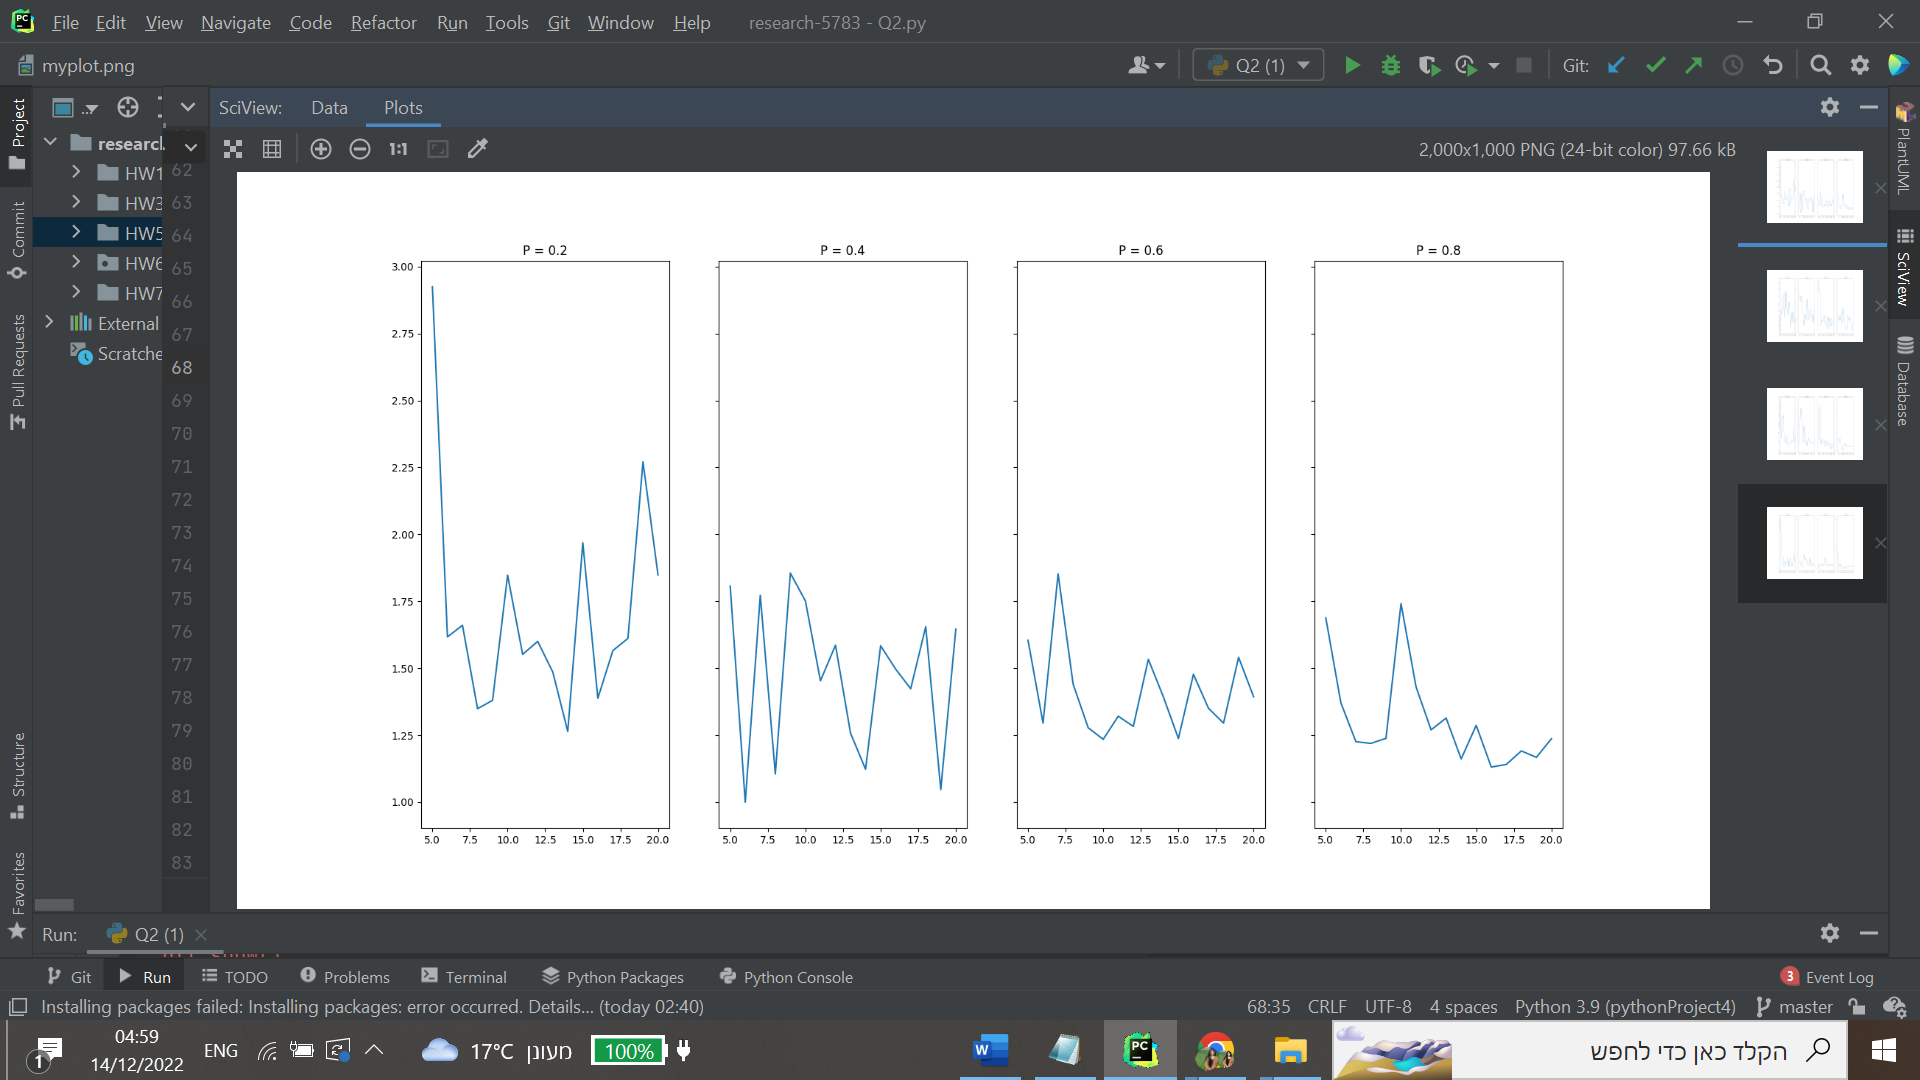 File Edit View Navigate Code Refactor Run Tools Git Window Help research-5783 - Q2.py
myplot.png Q2 (1) Git:
Project
Commit
Pull Requests
Structure
Favorites
HW1
HW3
HW5
HW6
HW7
External
Scratche
62
63
64
65
66
67
68
69
70
71
72
73
74
75
76
77
78
79
80
81
82
83
SciView: Data Plots
1:1 2,000x1,000 PNG (24-bit color) 97.66 kB
P = 0.2 P = 0.4 P = 0.6 P = 0.8
3.00
2.75
2.50
2.25
2.00
1.75
1.50
1.25
1.00
5.0 7.5 10.0 12.5 15.0 17.5 20.0 5.0 7.5 10.0 12.5 15.0 17.5 20.0 5.0 7.5 10.0 12.5 15.0 17.5 20.0 5.0 7.5 10.0 12.5 15.0 17.5 20.0
PlantUML
SciView
Database
Run: Q2 (1)
Git Run TODO Problems Terminal Python Packages Python Console 3 Event Log
Installing packages failed: Installing packages: error occurred. Details... (today 02:40) 68:35 CRLF UTF-8 4 spaces Python 3.9 (pythonProject4) master
1 04:59 ENG 17°C מעונן 100% הקלד כאן כדי לחפש
14/12/2022